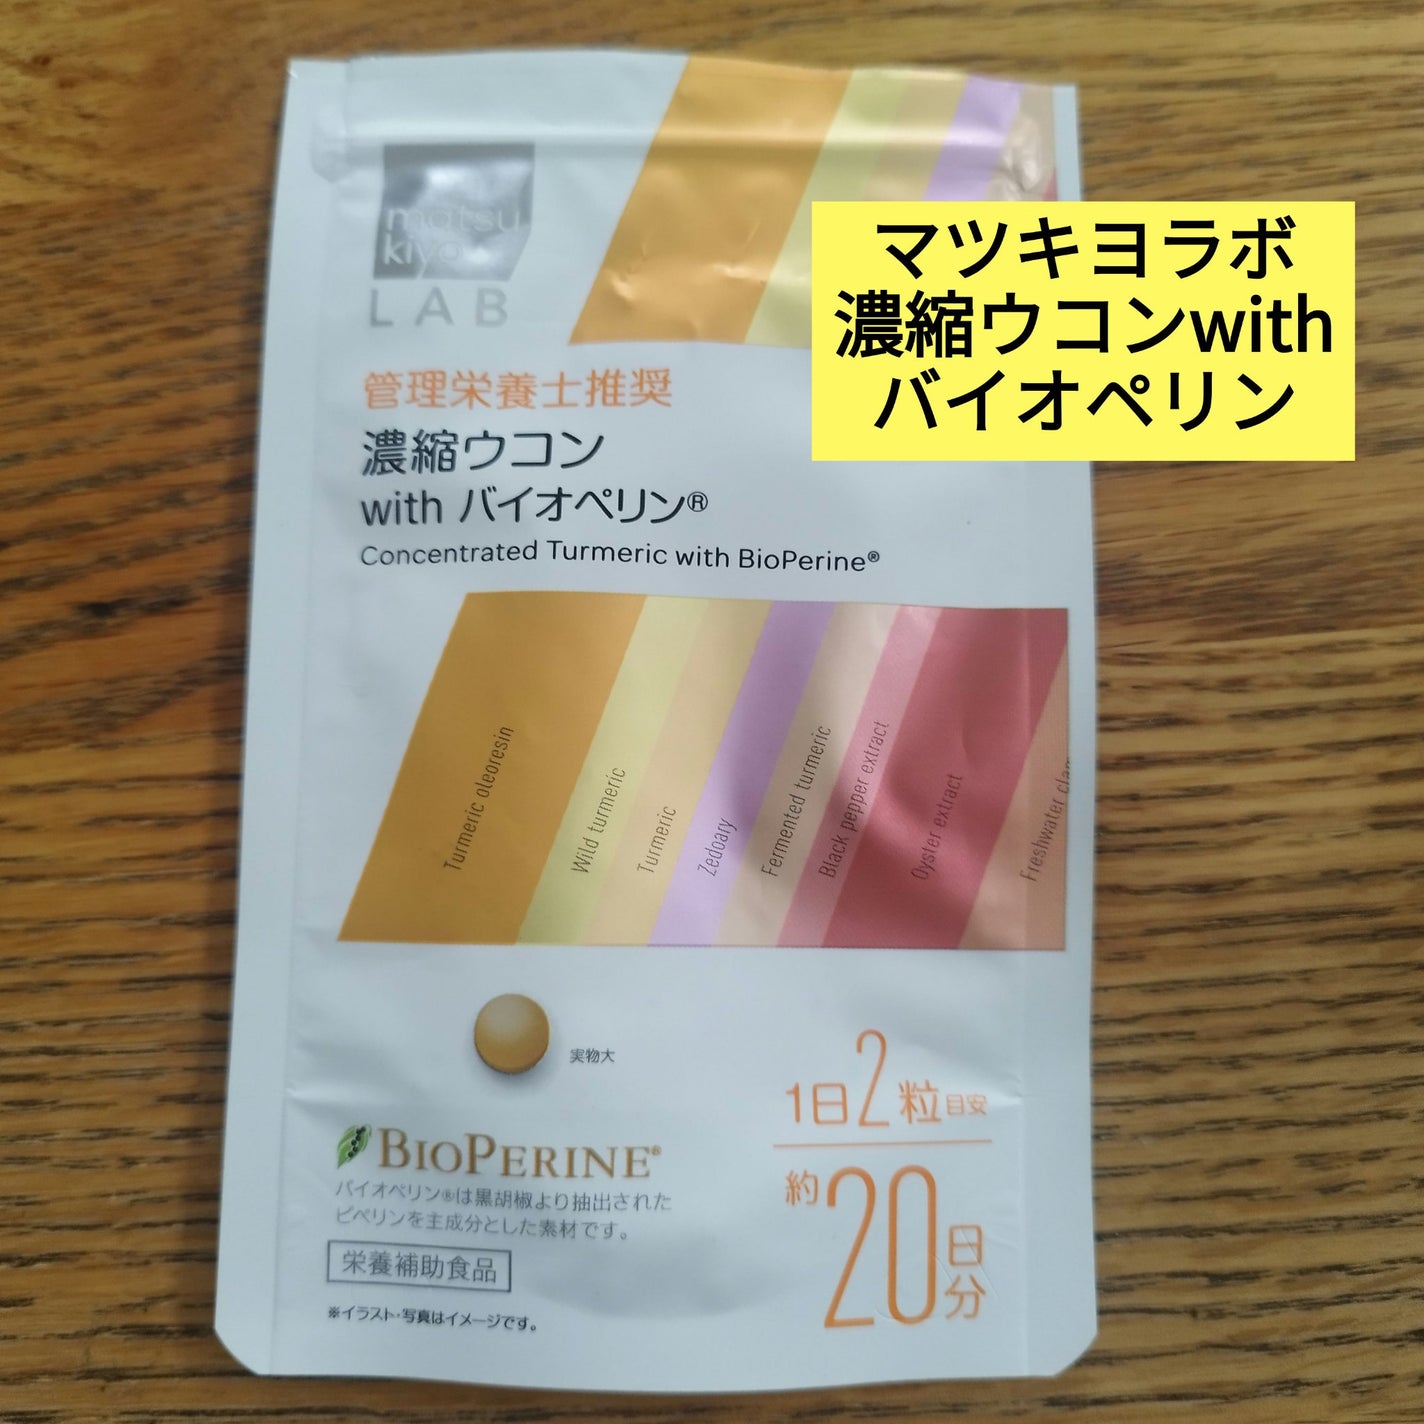 matsu
kiyo
LAB
マツキヨラボ
濃縮ウコンwith
バイオペリン
管理栄養士推奨
濃縮ウコン
with バイオペリン®
Concentrated Turmeric with BioPerine®
Turmeric oleoresin
Wild turmeric
Turmeric
Zedoary
Fermented turmeric
Black pepper extract
Oyster extract
Freshwater clam
実物大
1日2粒目安
約20日分
BIOPERINE®
バイオペリン®は黒胡椒より抽出された
ピペリンを主成分とした素材です。
栄養補助食品
※イラスト・写真はイメージです。